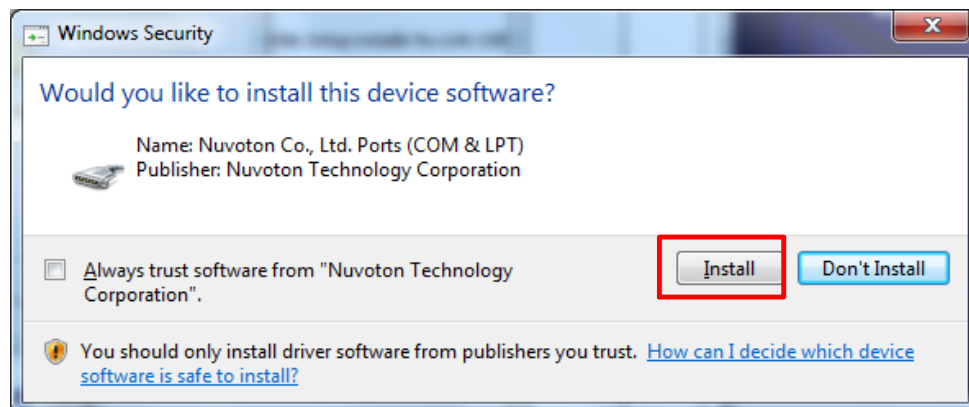 Windows Security
Would you like to install this device software?
Name: Nuvoton Co., Ltd. Ports (COM & LPT)
Publisher: Nuvoton Technology Corporation
Always trust software from "Nuvoton Technology
Corporation".
Install
Don't Install
You should only install driver software from publishers you trust. How can I decide which device
software is safe to install?